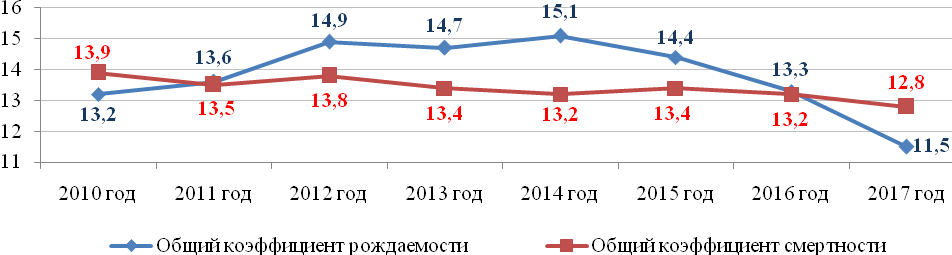 16
15
14
13
12
11
13,9 13,6 14,9 14,7 15,1 14,4 13,3 12,8
13,2 13,5 13,8 13,4 13,2 13,4 13,2 11,5
2010 год 2011 год 2012 год 2013 год 2014 год 2015 год 2016 год 2017 год
Общий коэффициент рождаемости Общий коэффициент смертности